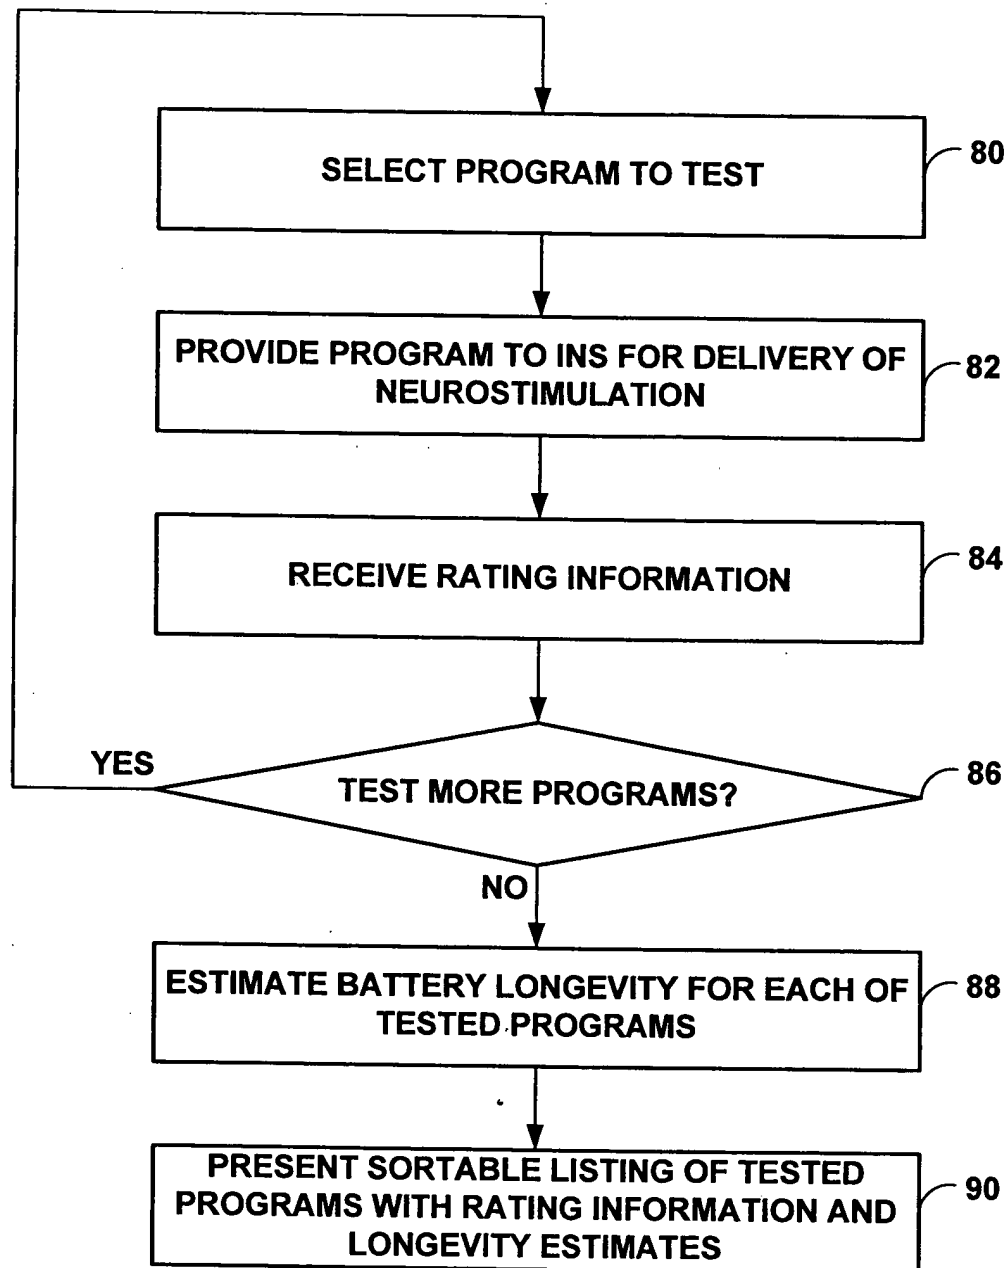 SELECT PROGRAM TO TEST
80
PROVIDE PROGRAM TO INS FOR DELIVERY OF
NEUROSTIMULATION
82
RECEIVE RATING INFORMATION
84
YES
TEST MORE PROGRAMS?
86
NO
ESTIMATE BATTERY LONGEVITY FOR EACH OF
TESTED PROGRAMS
88
PRESENT SORTABLE LISTING OF TESTED
PROGRAMS WITH RATING INFORMATION AND
LONGEVITY ESTIMATES
90